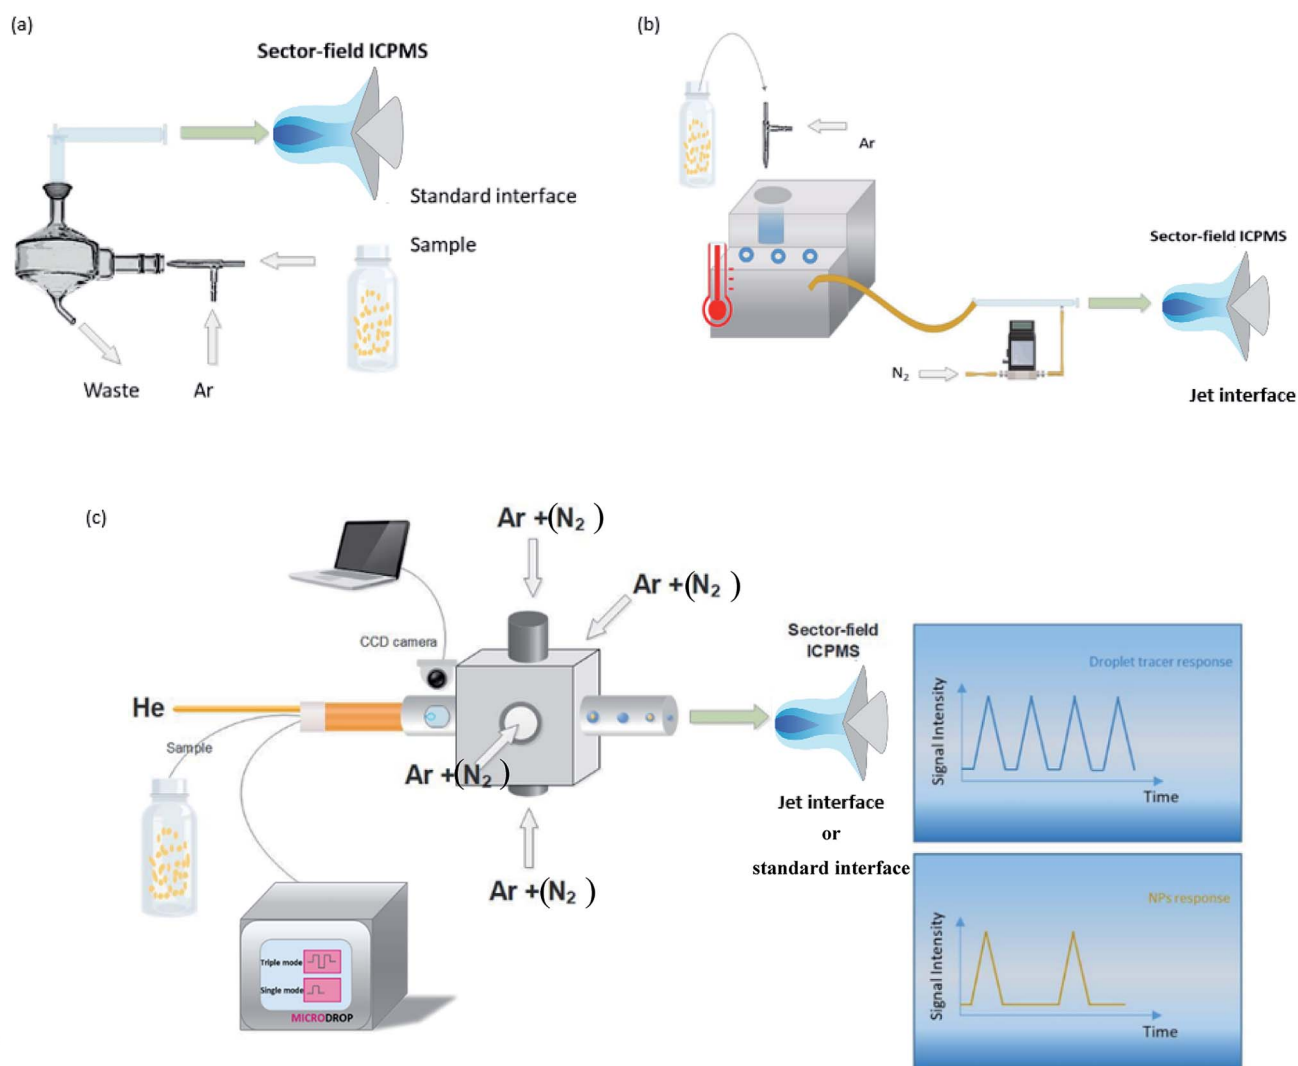 (a)
Sector-field ICPMS
Standard interface
Sample
Waste
Ar
(b)
Ar
Sector-field ICPMS
N₂
Jet interface
(c)
Ar +(N₂ )
Ar +(N₂ )
CCD camera
He
Sample
Ar +(N₂ )
Ar +(N₂ )
Sector-field
ICPMS
Jet interface
or
standard interface
Triple mode
Single mode
MICRODROP
Droplet tracer response
Signal Intensity
Time
NPs response
Signal Intensity
Time